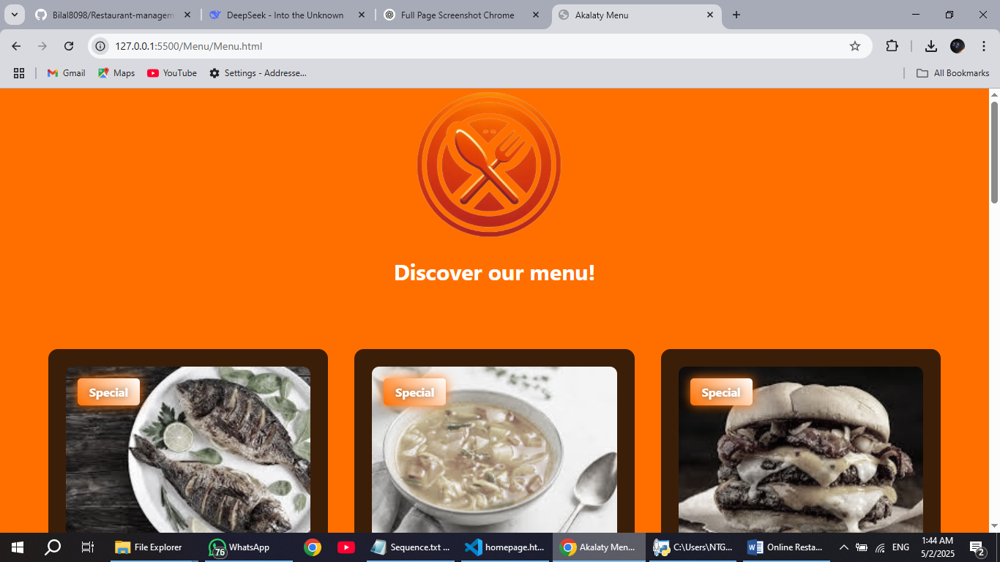 Bilal8098/Restaurant-managem
DeepSeek - Into the Unknown
Full Page Screenshot Chrome
Akalaty Menu
127.0.0.1:5500/Menu/Menu.html
Gmail
Maps
YouTube
Settings - Addresse...
All Bookmarks
Discover our menu!
Special
Special
Special
File Explorer
76
WhatsApp
Sequence.txt ...
homepage.ht...
Akalaty Men...
C:\Users\NTG...
Online Resta...
ENG
1:44 AM
5/2/2025
2